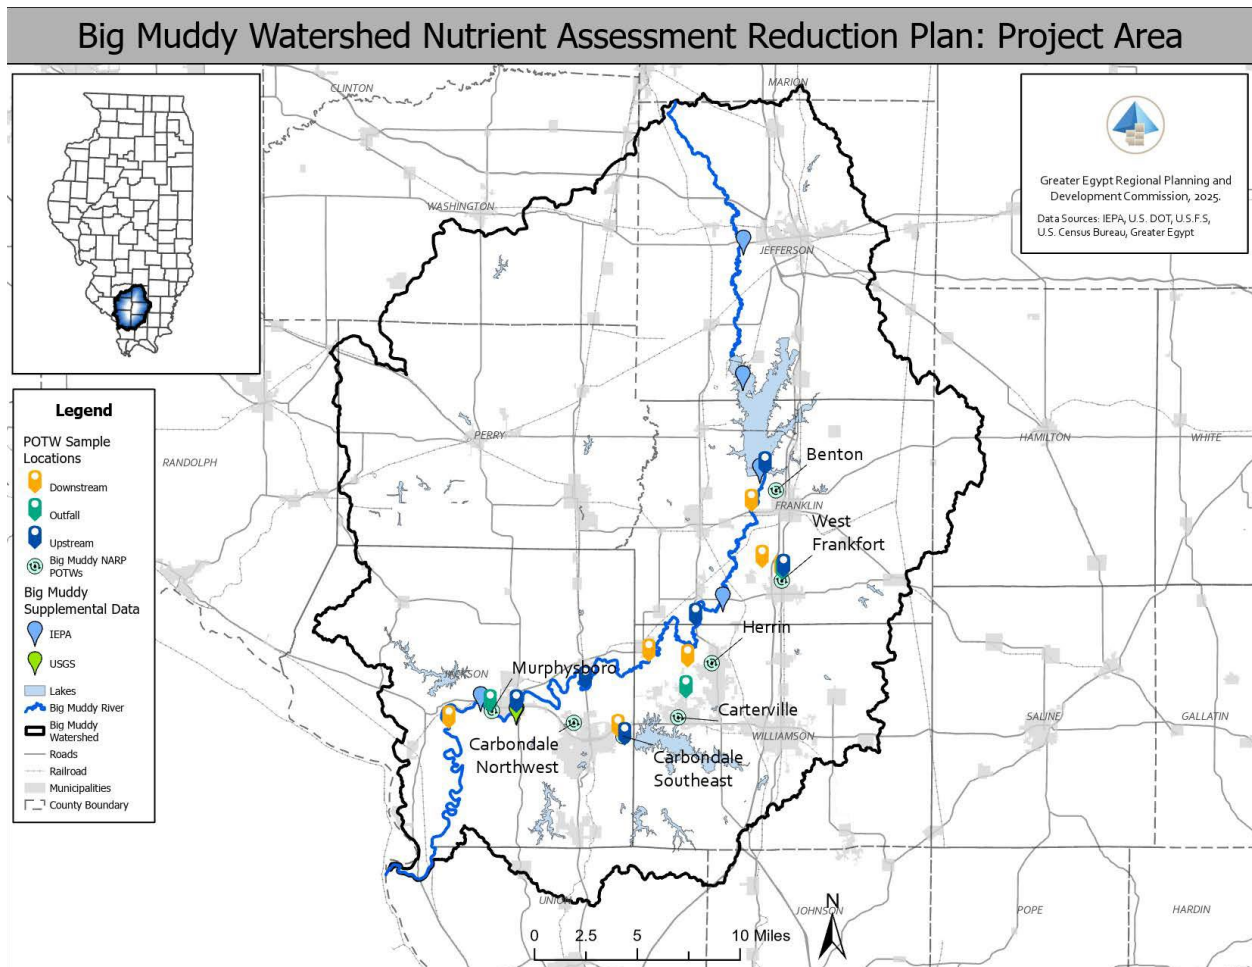 Big Muddy Watershed Nutrient Assessment Reduction Plan: Project Area
Greater Egypt Regional Planning and
Development Commission, 2025.
Data Sources: IEPA, U.S. DOT, U.S.F.S,
U.S. Census Bureau, Greater Egypt
CLINTON
MARION
WASHINGTON
JEFFERSON
PERRY
RANDOLPH
HAMILTON
WHITE
Benton
FRANKLIN
West
Frankfort
Herrin
Murphysboro
JACKSON
Carterville
Carbondale
Northwest
WILLIAMSON
Carbondale
Southeast
SALINE
GALLATIN
UNION
JOHNSON
POPE
HARDIN
Legend
POTW Sample
Locations
Downstream
Outfall
Upstream
Big Muddy NARP
POTWs
Big Muddy
Supplemental Data
IEPA
USGS
Lakes
Big Muddy River
Big Muddy
Watershed
Roads
Railroad
Municipalities
County Boundary
0 2.5 5 10 Miles
N